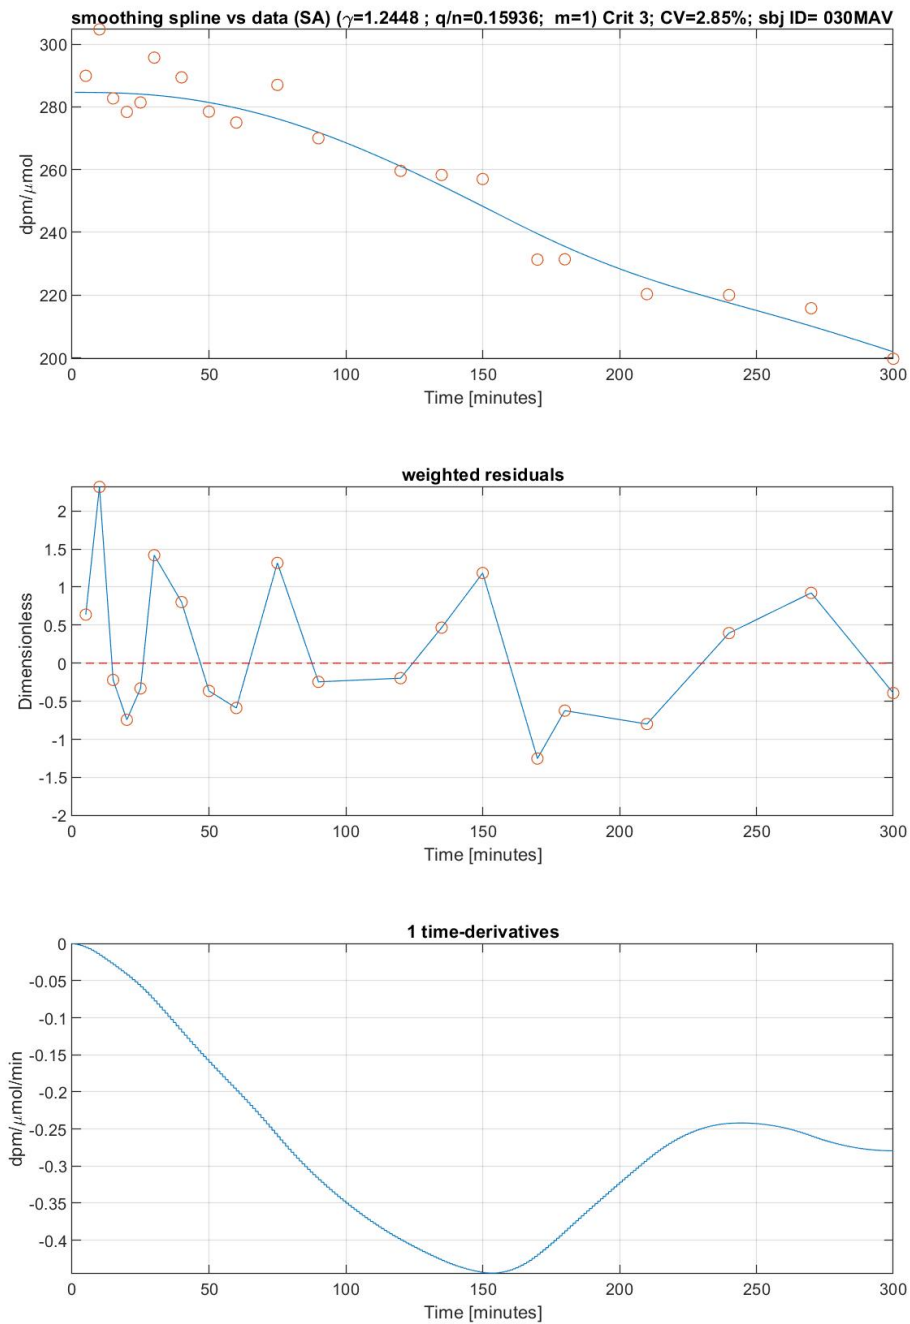 smoothing spline vs data (SA) (γ=1.2448 ; q/n=0.15936;  m=1) Crit 3; CV=2.85%; sbj ID= 030MAV
300
280
260
240
220
200
dpm/μmol
0 50 100 150 200 250 300
Time [minutes]
weighted residuals
2
1.5
1
0.5
0
-0.5
-1
-1.5
-2
Dimensionless
0 50 100 150 200 250 300
Time [minutes]
1 time-derivatives
0
-0.05
-0.1
-0.15
-0.2
-0.25
-0.3
-0.35
-0.4
dpm/μmol/min
0 50 100 150 200 250 300
Time [minutes]